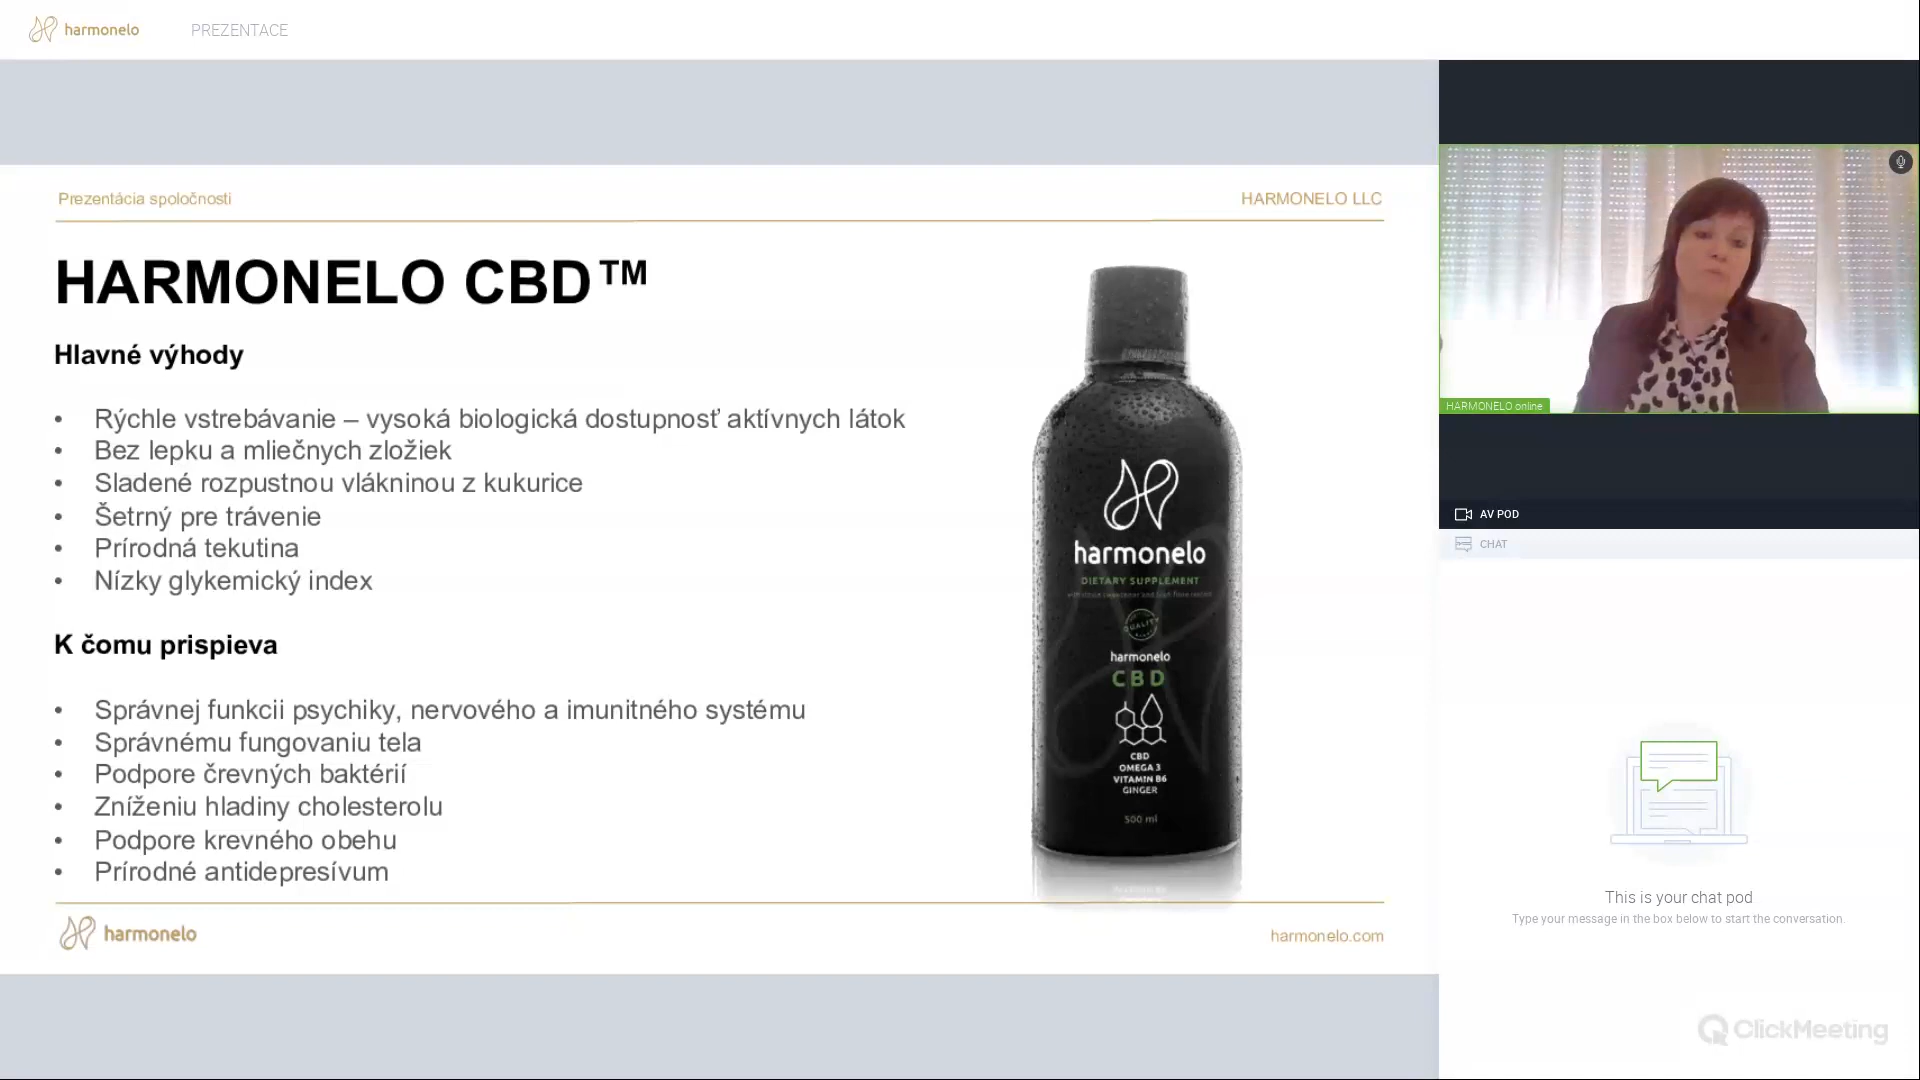 harmonelo
PREZENTACE
Prezentácia spoločnosti
HARMONELO LLC
HARMONELO CBD™
Hlavné výhody
• Rýchle vstrebávanie – vysoká biologická dostupnosť aktívnych látok
• Bez lepku a mliečnych zložiek
• Sladené rozpustnou vlákninou z kukurice
• Šetrný pre trávenie
• Prírodná tekutina
• Nízky glykemický index
K čomu prispieva
• Správnej funkcii psychiky, nervového a imunitného systému
• Správnému fungovaniu tela
• Podpore črevných baktérií
• Zníženiu hladiny cholesterolu
• Podpore krevného obehu
• Prírodné antidepresívum
harmonelo
DIETARY SUPPLEMENT
QUALITY
harmonelo
CBD
CBD
OMEGA 3
VITAMIN B6
GINGER
500 ml
harmonelo
harmonelo.com
HARMONELO online
AV POD
CHAT
This is your chat pod
Type your message in the box below to start the conversation.
ClickMeeting